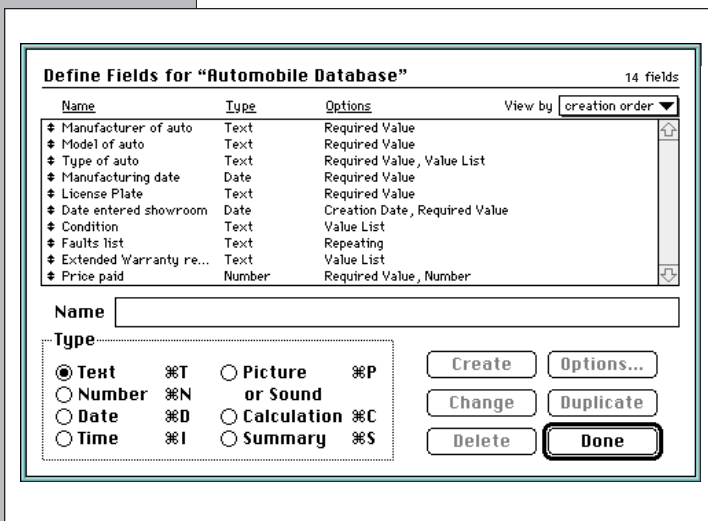 Define Fields for “Automobile Database” 14 fields
Name Type Options View by creation order
Manufacturer of auto Text Required Value
Model of auto Text Required Value
Type of auto Text Required Value, Value List
Manufacturing date Date Required Value
License Plate Text Required Value
Date entered showroom Date Creation Date, Required Value
Condition Text Value List
Faults list Text Repeating
Extended Warranty re... Text Value List
Price paid Number Required Value, Number
Name
Type
Text ⌘T Picture ⌘P
Number ⌘N or Sound
Date ⌘D Calculation ⌘C
Time ⌘I Summary ⌘S
Create Options...
Change Duplicate
Delete Done